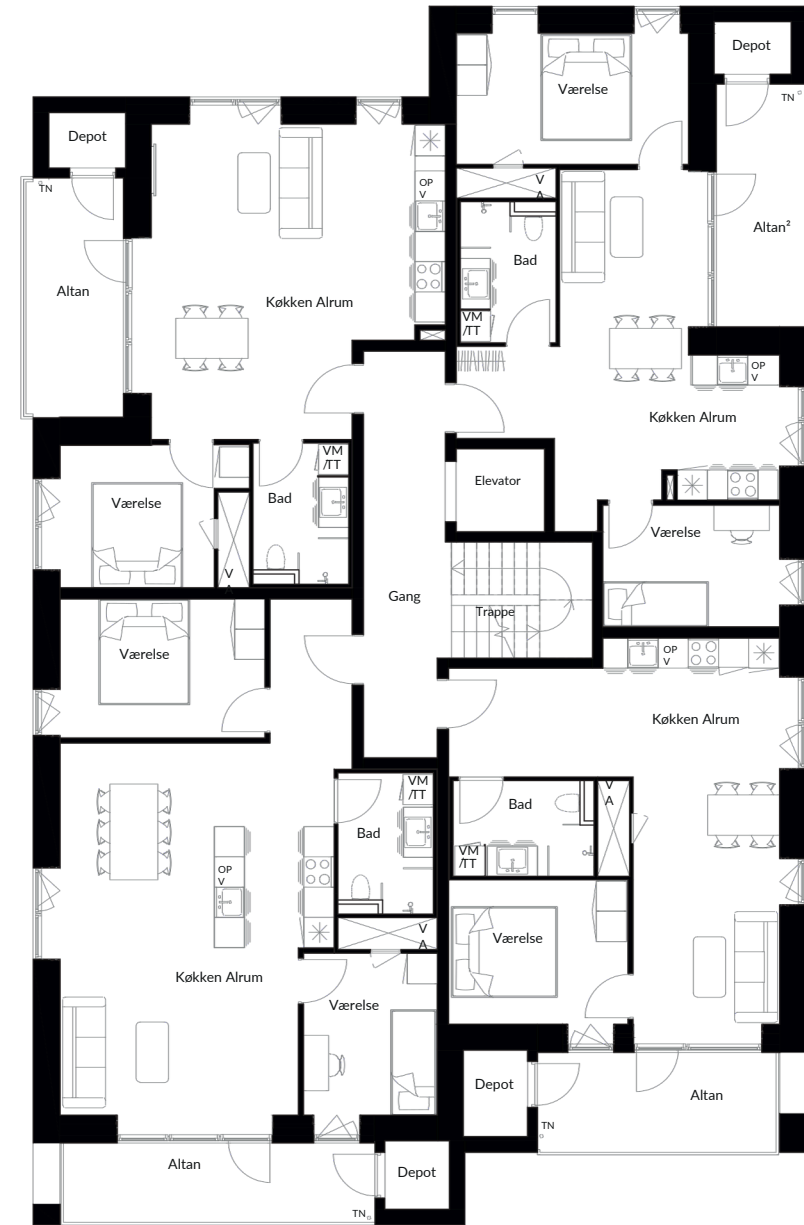 Depot
Værelse
TN
Depot
OP
V
V
A
TN
Altan²
Bad
Altan
Køkken Alrum
VM
/TT
OP
V
Køkken Alrum
VM
/TT
Elevator
Værelse
Bad
Værelse
V
A
Gang
Trappe
Værelse
OP
V
Køkken Alrum
VM
/TT
V
A
Bad
Bad
VM
/TT
OP
V
V
A
Værelse
Køkken Alrum
Værelse
Depot
Altan
TN
Altan
Depot
TN